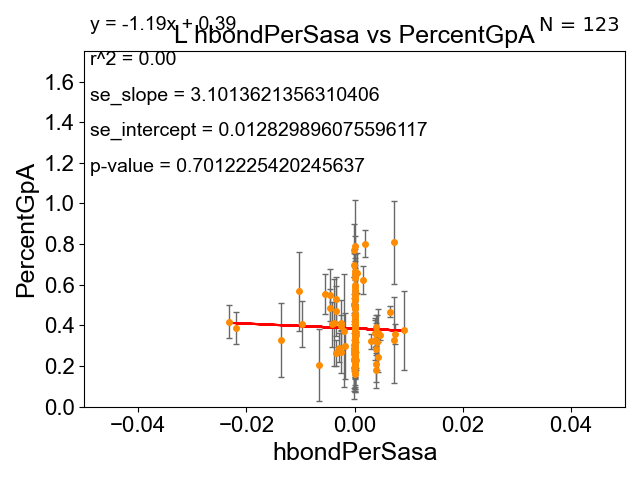 y = -1.19x + 0.39
N = 123
L hbondPerSasa vs PercentGpA
r^2 = 0.00
se_slope = 3.1013621356310406
se_intercept = 0.012829896075596117
p-value = 0.7012225420245637
PercentGpA
1.6
1.4
1.2
1.0
0.8
0.6
0.4
0.2
0.0
−0.04
−0.02
0.00
0.02
0.04
hbondPerSasa